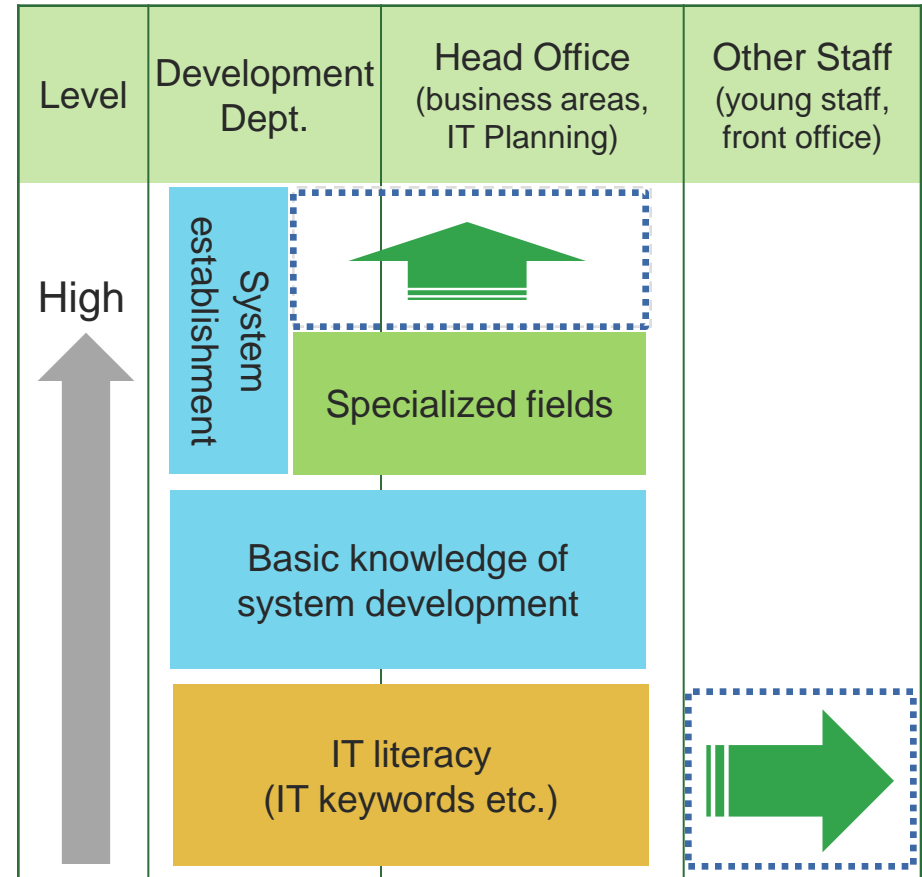 Level
Development
Dept.
Head Office
(business areas,
IT Planning)
Other Staff
(young staff,
front office)
High
System
establishment
Specialized fields
Basic knowledge of
system development
IT literacy
(IT keywords etc.)